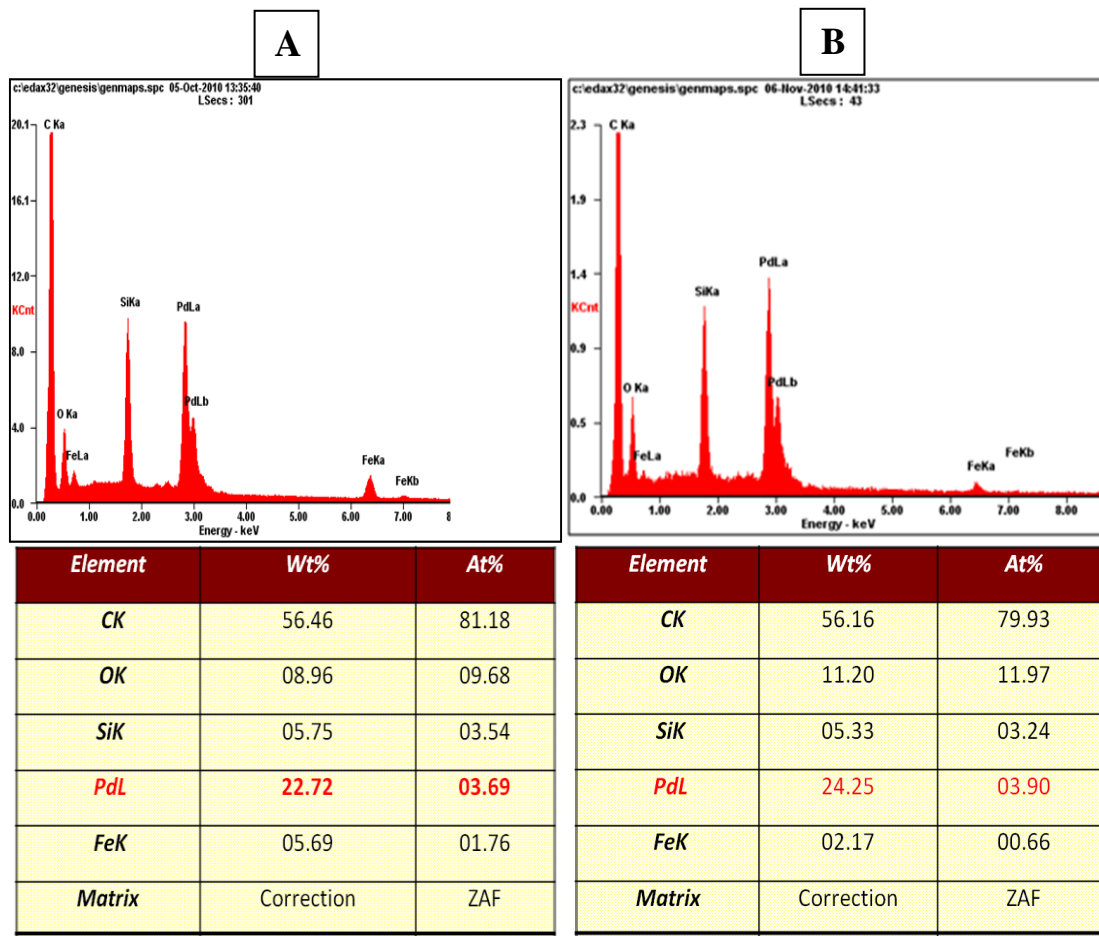 A
c:\edax32\genesis\genmaps.spc 05-Oct-2010 13:35:40
LSecs : 301
20.1
16.1
12.0
KCnt
8.0
4.0
0.0
C Ka
O Ka
FeLa
SiKa
PdLa
PdLb
FeKa
FeKb
0.00 1.00 2.00 3.00 4.00 5.00 6.00 7.00 8
Energy - keV
Element Wt% At%
CK 56.46 81.18
OK 08.96 09.68
SiK 05.75 03.54
PdL 22.72 03.69
FeK 05.69 01.76
Matrix Correction ZAF
B
c:\edax32\genesis\genmaps.spc 06-Nov-2010 14:41:33
LSecs : 43
2.3
1.9
1.4
KCnt
0.9
0.5
0.0
C Ka
O Ka
FeLa
SiKa
PdLa
PdLb
FeKa
FeKb
0.00 1.00 2.00 3.00 4.00 5.00 6.00 7.00 8.00
Energy - keV
Element Wt% At%
CK 56.16 79.93
OK 11.20 11.97
SiK 05.33 03.24
PdL 24.25 03.90
FeK 02.17 00.66
Matrix Correction ZAF